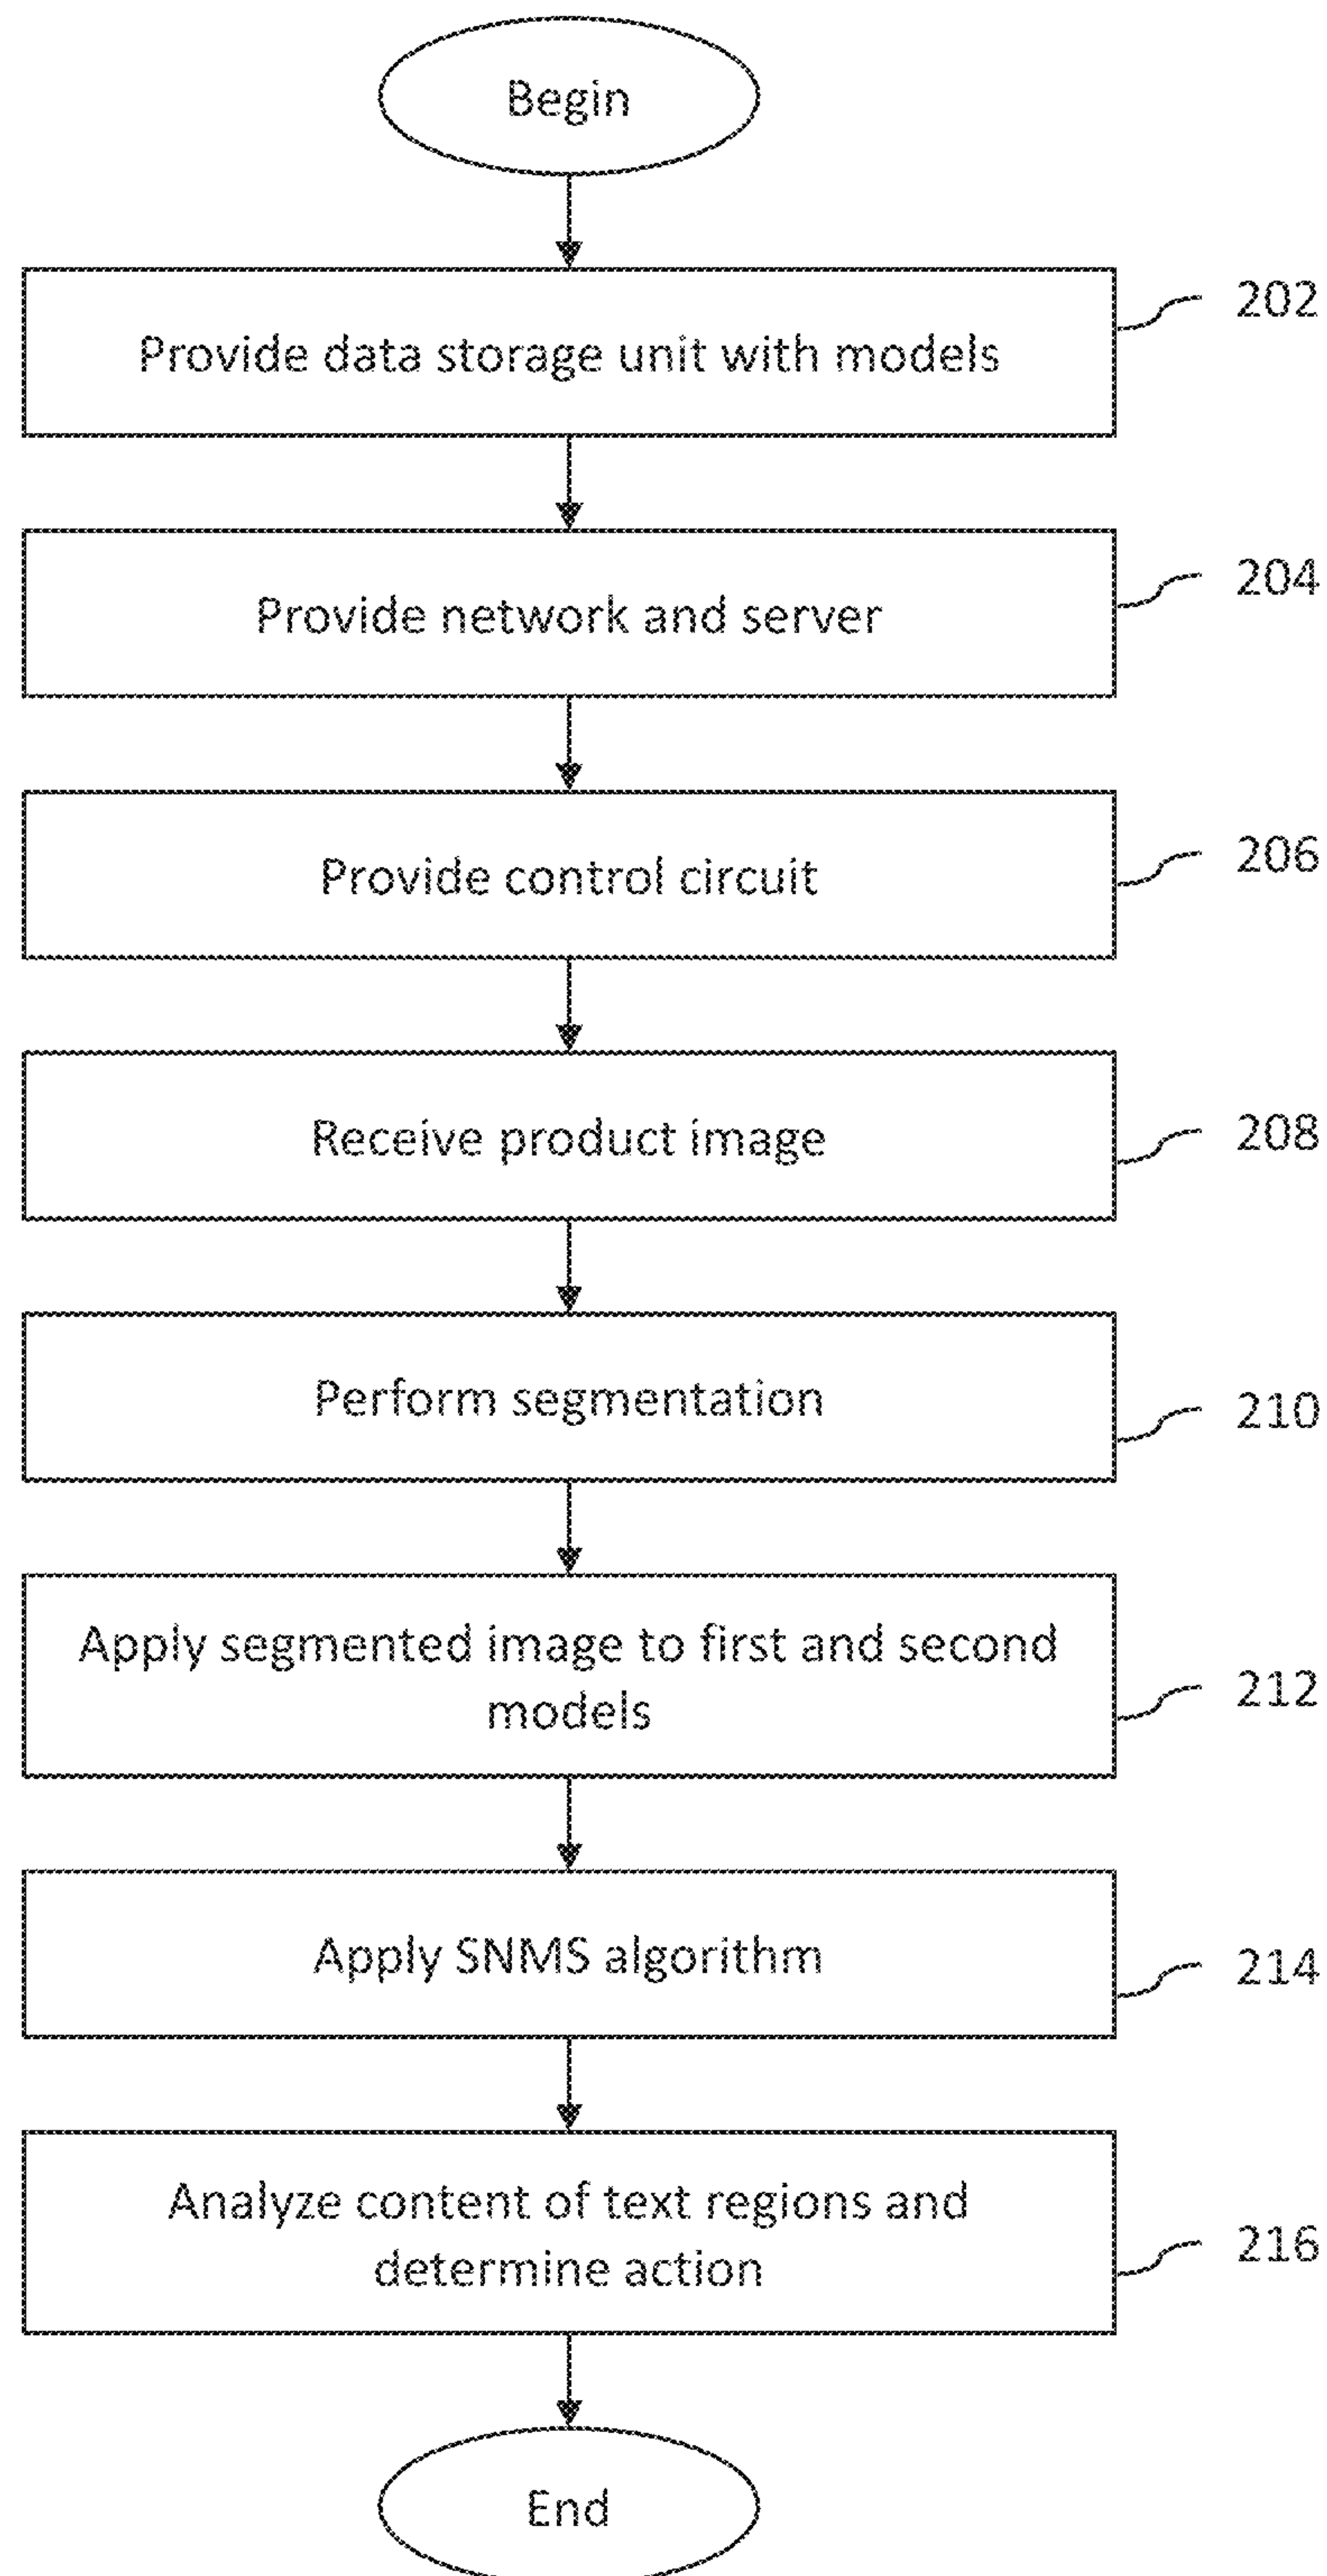 Begin
Provide data storage unit with models
202
Provide network and server
204
Provide control circuit
206
Receive product image
208
Perform segmentation
210
Apply segmented image to first and second
models
212
Apply SNMS algorithm
214
Analyze content of text regions and
determine action
216
End